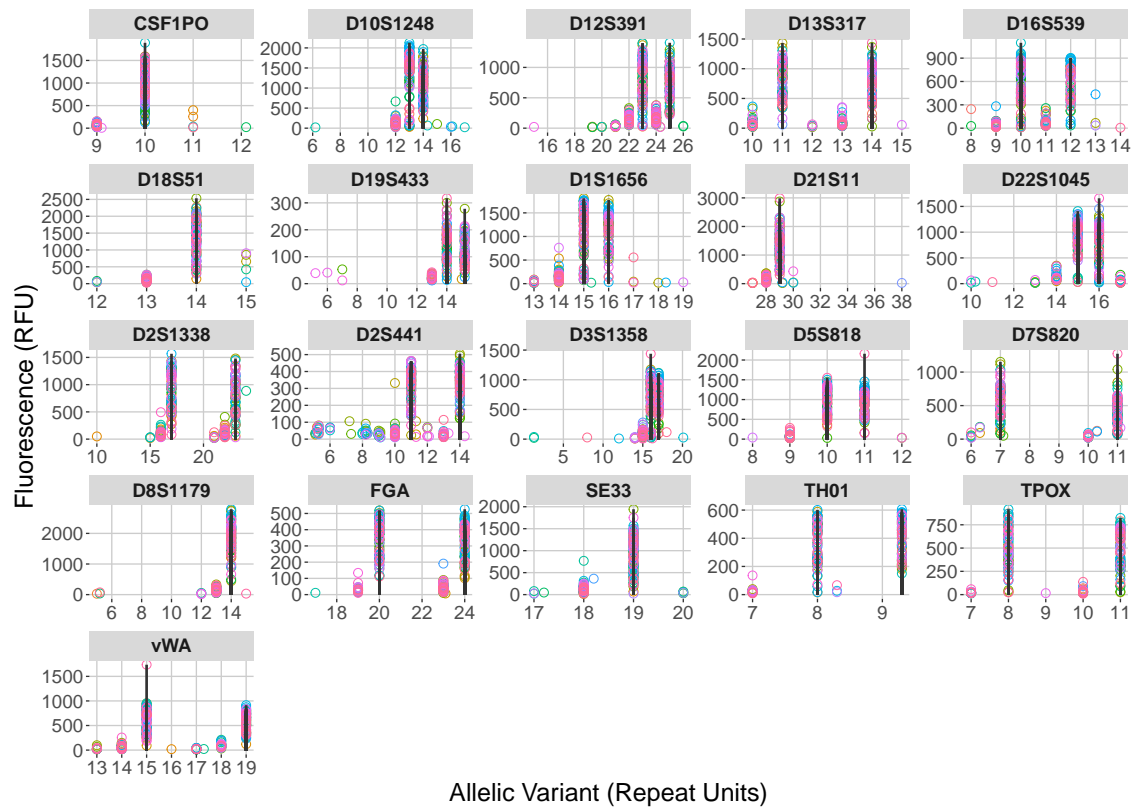 CSF1PO D10S1248 D12S391 D13S317 D16S539
1500 1000 500 0
9 10 11 12
2000 1500 1000 500 0
6 8 10 12 14 16
1000 500 0
16 18 20 22 24 26
1500 1000 500 0
10 11 12 13 14 15
900 600 300 0
8 9 10 11 12 13 14
D18S51 D19S433 D1S1656 D21S11 D22S1045
2500 2000 1500 1000 500 0
12 13 14 15
300 200 100 0
6 8 14
1500 1000 500 0
13 14 15 16 17 18 19
3000 2000 1000 0
28 30 32 34 36 38
1500 1000 500 0
10 12 14 16
D2S1338 D2S441 D3S1358 D5S818 D7S820
1500 1000 500 0
10 15 20
500 400 300 200 100 0
6 8 10 12 14
1500 1000 500 0
5 10 15 20
2000 1500 1000 500 0
8 9 10 11 12
1000 500 0
6 7 8 9 10 11
D8S1179 FGA SE33 TH01 TPOX
2000 1000 0
6 8 10 12 14
500 400 300 200 100 0
18 20 22 24
2000 1500 1000 500 0
17 18 19 20
600 400 200 0
7 8 9
750 500 250 0
7 8 9 10 11
vWA
1500 1000 500 0
13 14 15 16 17 18 19
Fluorescence (RFU)
Allelic Variant (Repeat Units)